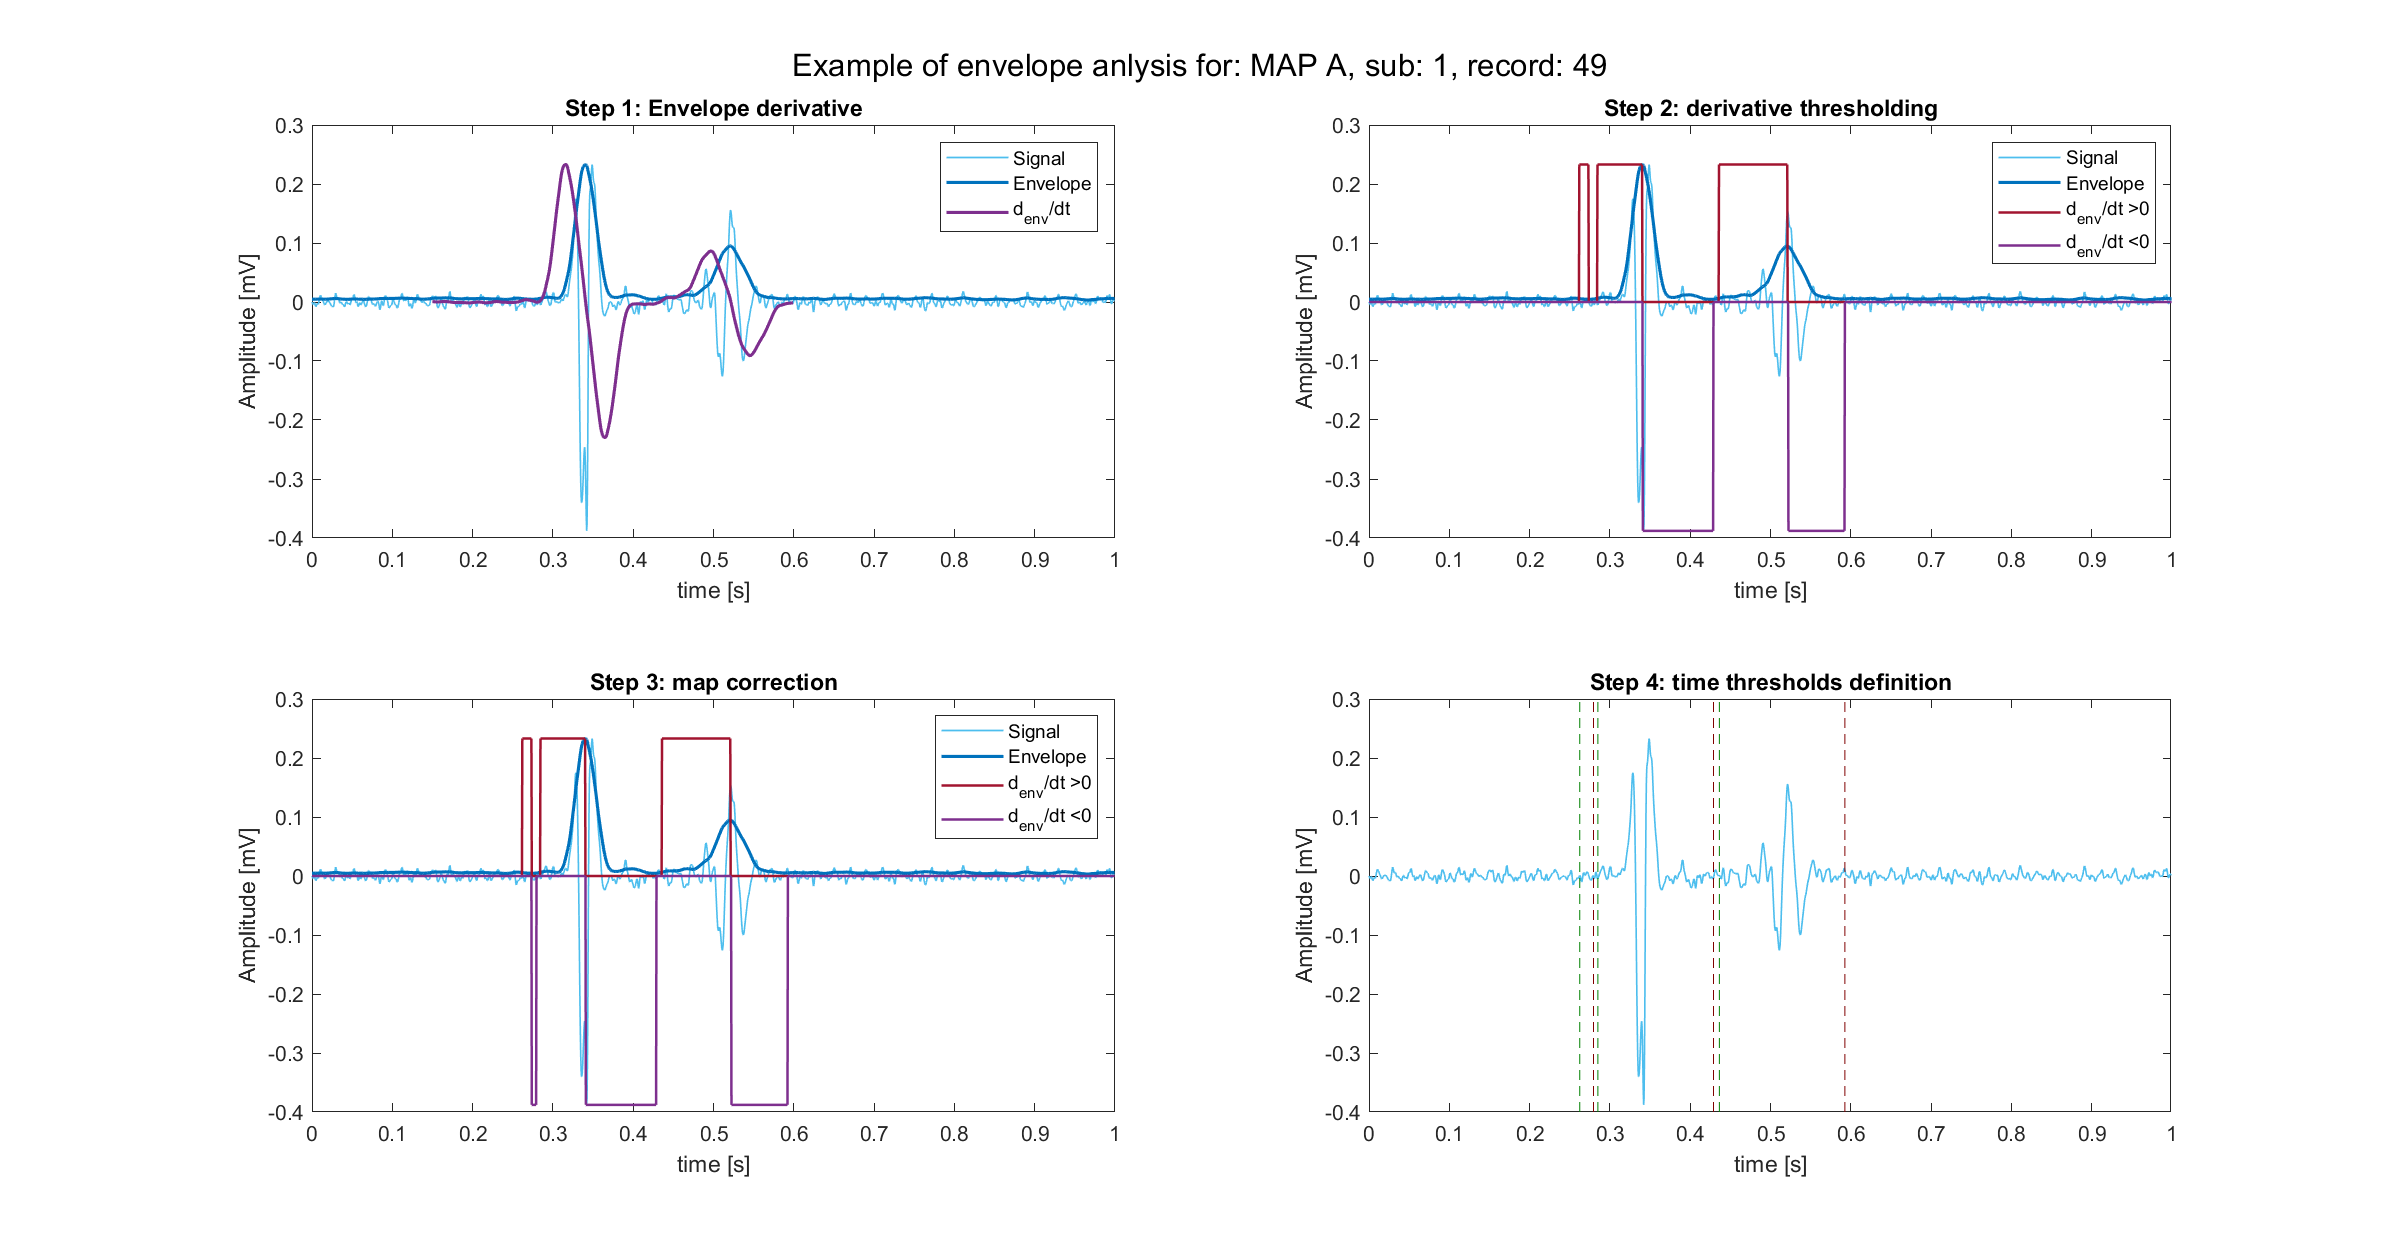 Example of envelope anlysis for: MAP A, sub: 1, record: 49
Step 1: Envelope derivative
0.3
0.2
0.1
0
-0.1
-0.2
-0.3
-0.4
Amplitude [mV]
0 0.1 0.2 0.3 0.4 0.5 0.6 0.7 0.8 0.9 1
time [s]
Signal
Envelope
d_env/dt
Step 2: derivative thresholding
0.3
0.2
0.1
0
-0.1
-0.2
-0.3
-0.4
Amplitude [mV]
0 0.1 0.2 0.3 0.4 0.5 0.6 0.7 0.8 0.9 1
time [s]
Signal
Envelope
d_env/dt >0
d_env/dt <0
Step 3: map correction
0.3
0.2
0.1
0
-0.1
-0.2
-0.3
-0.4
Amplitude [mV]
0 0.1 0.2 0.3 0.4 0.5 0.6 0.7 0.8 0.9 1
time [s]
Signal
Envelope
d_env/dt >0
d_env/dt <0
Step 4: time thresholds definition
0.3
0.2
0.1
0
-0.1
-0.2
-0.3
-0.4
Amplitude [mV]
0 0.1 0.2 0.3 0.4 0.5 0.6 0.7 0.8 0.9 1
time [s]